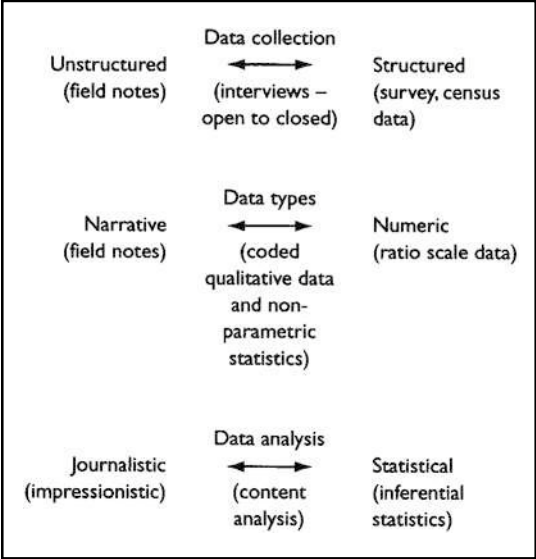 Data collection
Unstructured
(field notes)
(interviews –
open to closed)
Structured
(survey, census
data)
Data types
Narrative
(field notes)
(coded
qualitative data
and non-
parametric
statistics)
Numeric
(ratio scale data)
Data analysis
Journalistic
(impressionistic)
(content
analysis)
Statistical
(inferential
statistics)